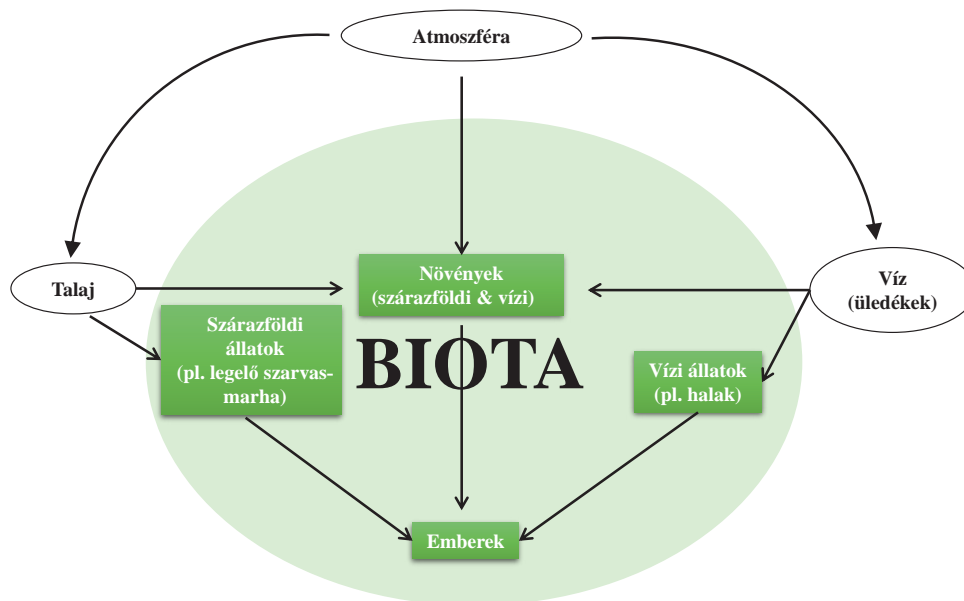 Atmoszféra
Talaj
Növények
(szárazföldi & vízi)
Víz
(üledékek)
Szárazföldi
állatok
(pl. legelő szarvas-
marha)
BIOTA
Vízi állatok
(pl. halak)
Emberek